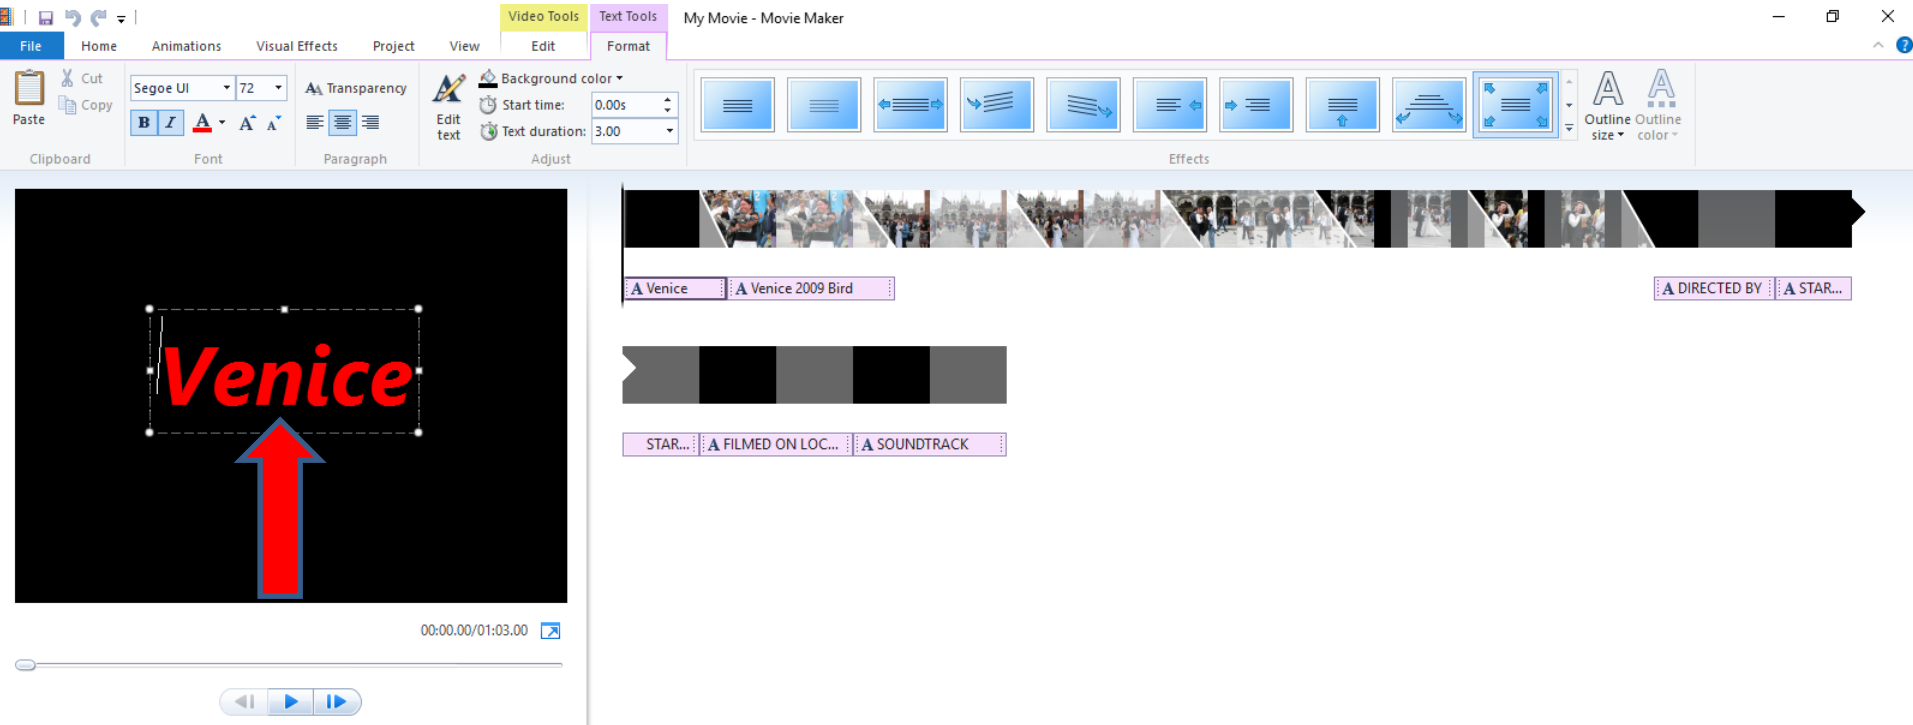 Video Tools
Text Tools
My Movie - Movie Maker
File
Home
Animations
Visual Effects
Project
View
Edit
Format
Paste
Cut
Copy
Clipboard
Segoe UI
72
B I A A A
Font
Transparency
Paragraph
Edit text
Background color
Start time: 0.00s
Text duration: 3.00
Adjust
Effects
Outline size
Outline color
Venice
00:00.00/01:03.00
A Venice
A Venice 2009 Bird
A DIRECTED BY
A STAR...
STAR...
A FILMED ON LOC...
A SOUNDTRACK